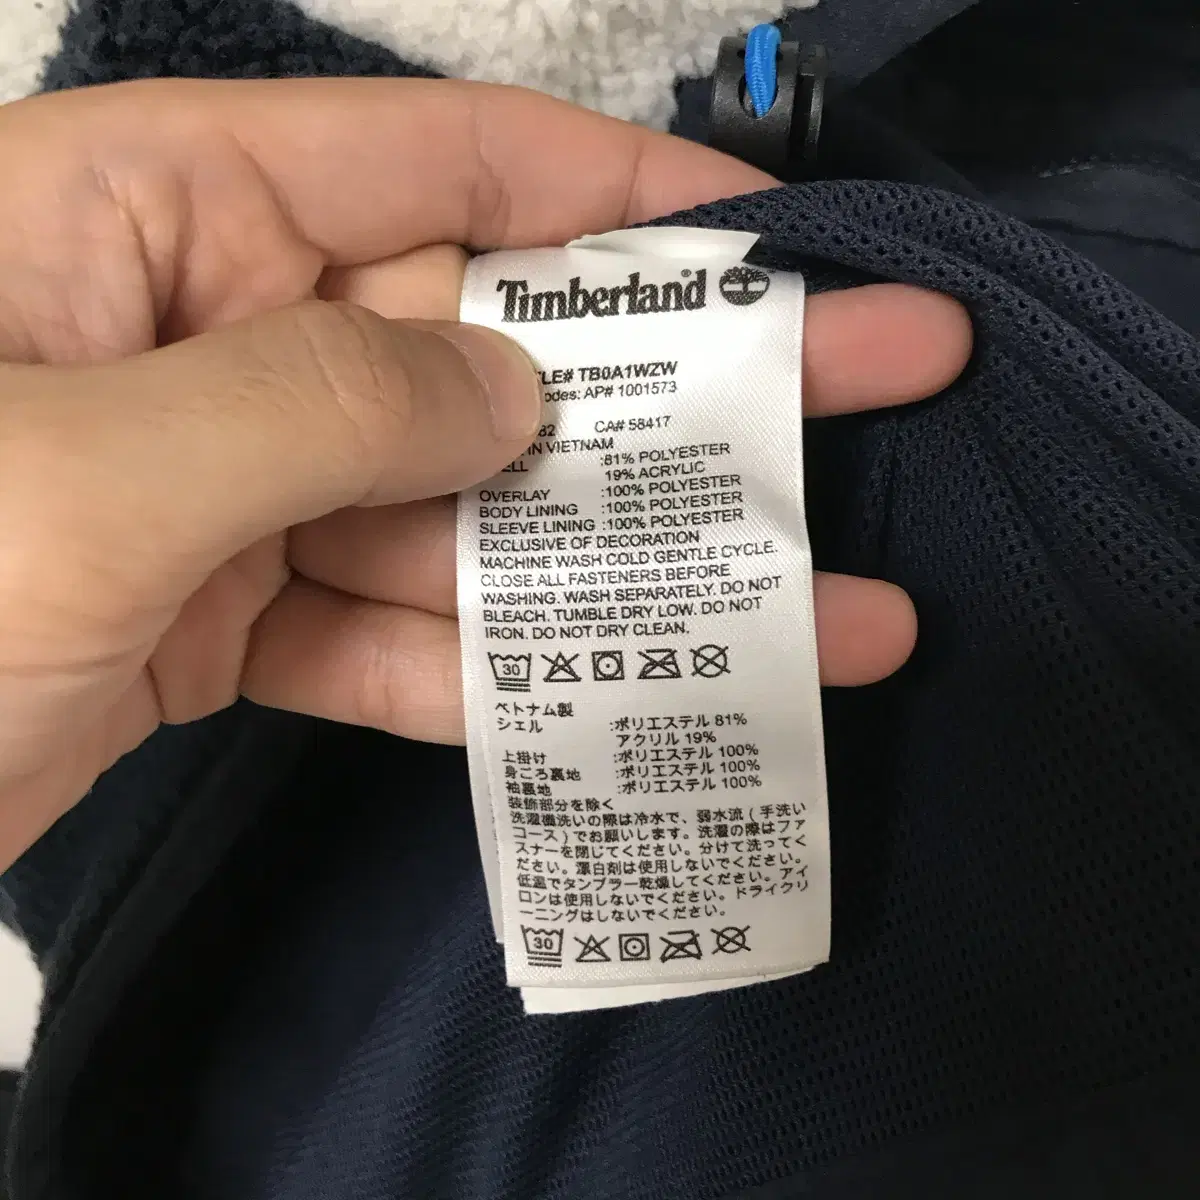 Timberland®
LE# TB0A1WZW
odes: AP# 1001573
82 CA# 58417
IN VIETNAM
ELL :81% POLYESTER
19% ACRYLIC
OVERLAY :100% POLYESTER
BODY LINING :100% POLYESTER
SLEEVE LINING :100% POLYESTER
EXCLUSIVE OF DECORATION
MACHINE WASH COLD GENTLE CYCLE.
CLOSE ALL FASTENERS BEFORE
WASHING. WASH SEPARATELY. DO NOT
BLEACH. TUMBLE DRY LOW. DO NOT
IRON. DO NOT DRY CLEAN.
30
ベトナム製
シェル :ポリエステル 81%
アクリル 19%
上掛け :ポリエステル 100%
身ごろ裏地 :ポリエステル 100%
袖裏地 :ポリエステル 100%
装飾部分を除く
洗濯機洗いの際は冷水で、弱水流(手洗い
コース)でお願いします。洗濯の際はファ
スナーを閉じてください。分けて洗ってく
ださい。漂白剤は使用しないでください。
低温でタンブラー乾燥してください。アイ
ロンは使用しないでください。ドライクリ
ーニングはしないでください。
30